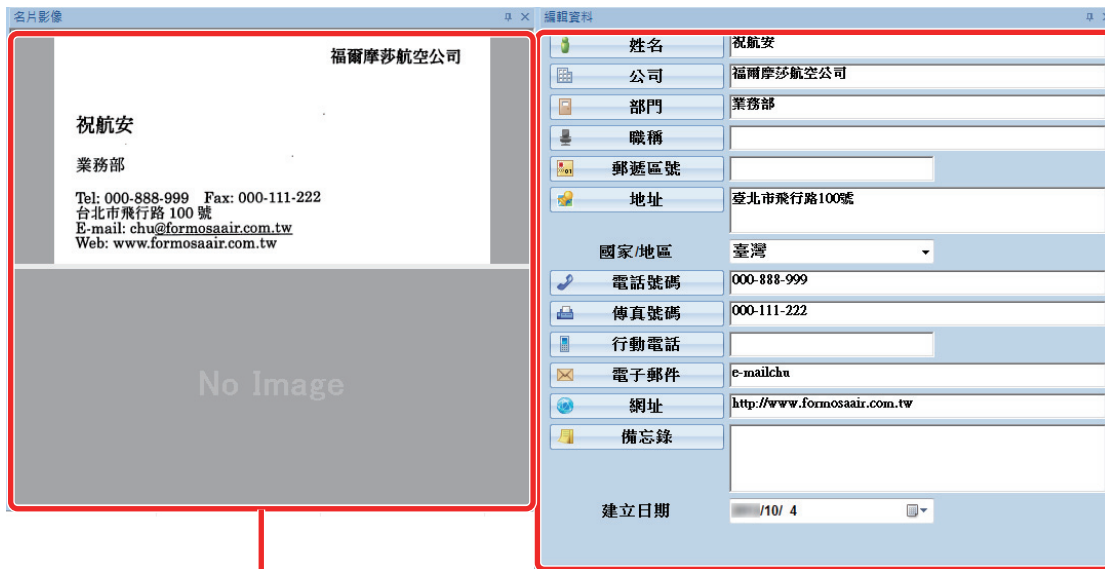 名片影像
福爾摩莎航空公司
祝航安
業務部
Tel: 000-888-999 Fax: 000-111-222
台北市飛行路 100 號
E-mail: chu@formosaair.com.tw
Web: www.formosaair.com.tw
No Image
編輯資料
姓名 祝航安
公司 福爾摩莎航空公司
部門 業務部
職稱
郵遞區號
地址 臺北市飛行路100號
國家/地區 臺灣
電話號碼 000-888-999
傳真號碼 000-111-222
行動電話
電子郵件 e-mailchu
網址 http://www.formosaair.com.tw
備忘錄
建立日期 /10/ 4